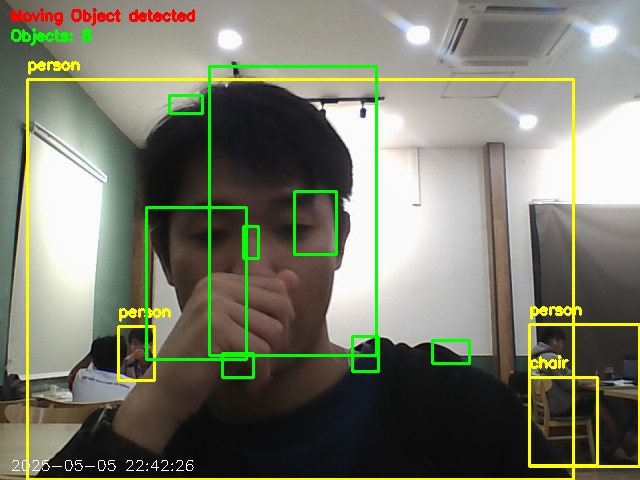 Moving Object detected
Objects: 8
person
person
person
chair
2025-05-05 22:42:26